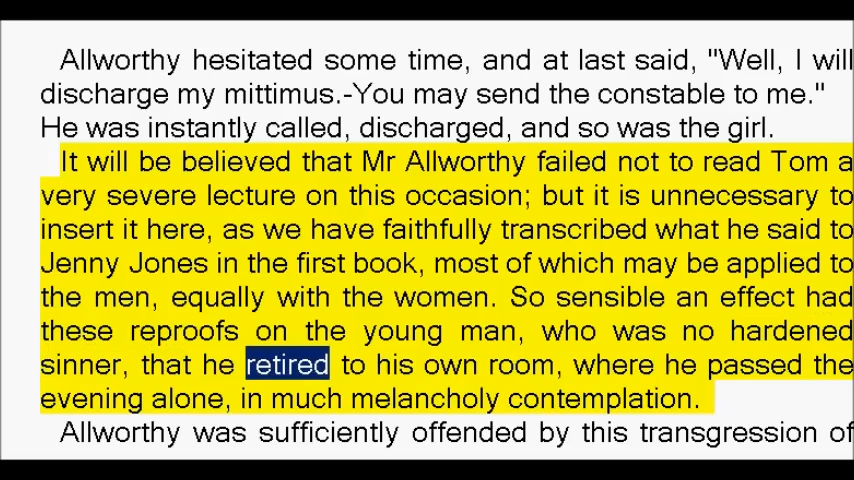 Allworthy hesitated some time, and at last said, "Well, I will
discharge my mittimus.-You may send the constable to me."
He was instantly called, discharged, and so was the girl.
It will be believed that Mr Allworthy failed not to read Tom a
very severe lecture on this occasion; but it is unnecessary to
insert it here, as we have faithfully transcribed what he said to
Jenny Jones in the first book, most of which may be applied to
the men, equally with the women. So sensible an effect had
these reproofs on the young man, who was no hardened
sinner, that he retired to his own room, where he passed the
evening alone, in much melancholy contemplation.
Allworthy was sufficiently offended by this transgression of